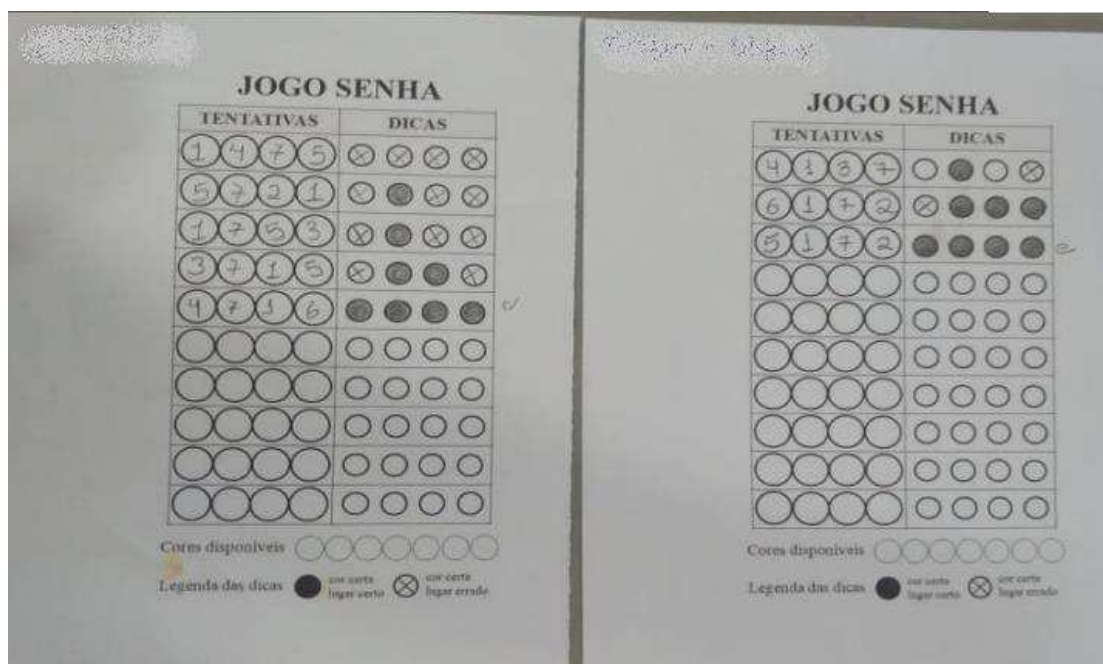 JOGO SENHA
TENTATIVAS DICAS
1 4 7 5
5 7 2 1
1 7 5 3
3 7 1 5
4 7 1 6
Cores disponíveis
Legenda das dicas cor certa lugar certo cor certa lugar errado
JOGO SENHA
TENTATIVAS DICAS
4 1 3 7
6 1 7 2
5 1 7 2
Cores disponíveis
Legenda das dicas cor certa lugar certo cor certa lugar errado